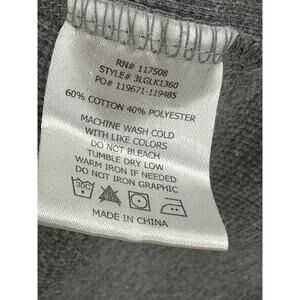 RN# 117508
STYLE# 3LGLK1360
PO# 119671-119485
60% COTTON 40% POLYESTER
MACHINE WASH COLD
WITH LIKE COLORS
DO NOT BLEACH
TUMBLE DRY LOW
WARM IRON IF NEEDED
DO NOT IRON GRAPHIC
MADE IN CHINA